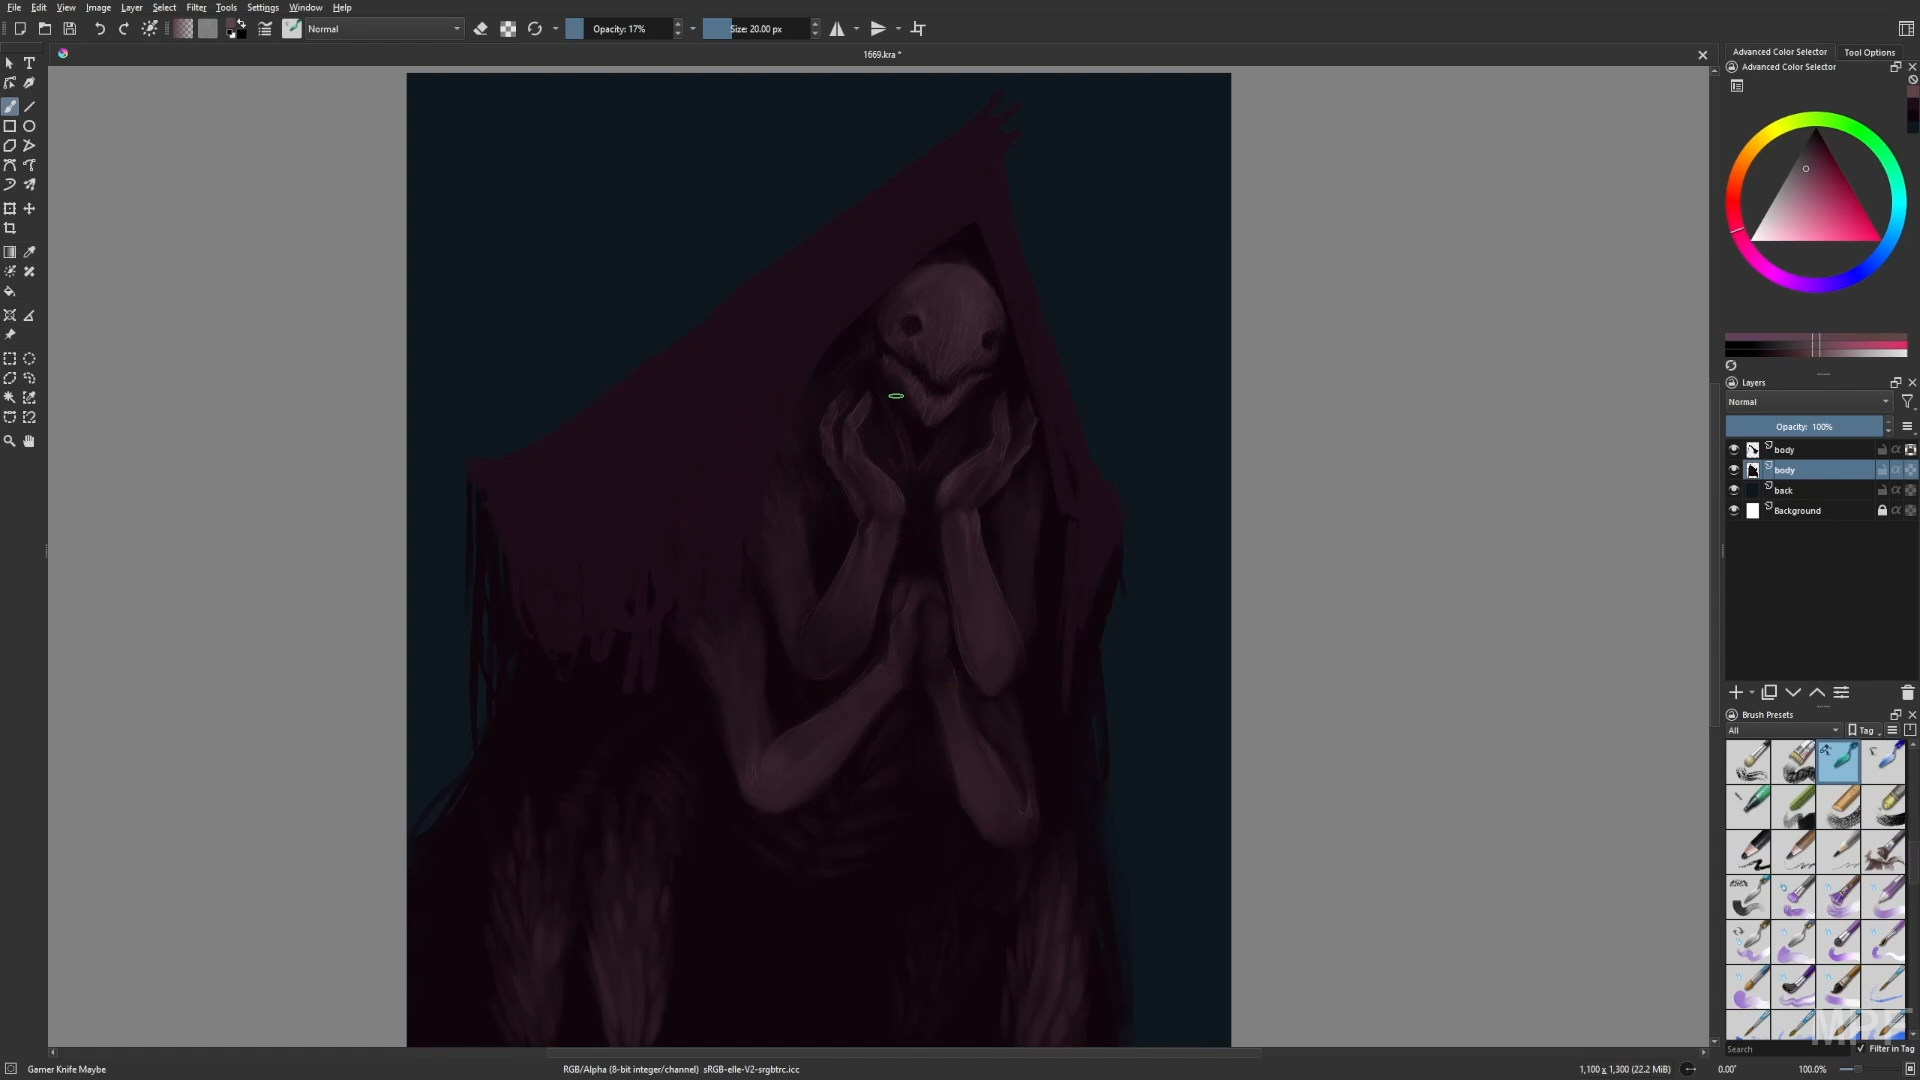 File Edit View Image Layer Select Filter Tools Settings Window Help
Normal Opacity: 17% Size: 20.00 px
1669.kra *
Advanced Color Selector Tool Options
Advanced Color Selector
Layers
Normal
Opacity: 100%
body
body
back
Background
Brush Presets
All Tag
Search Filter in Tag
MPF
Gamer Knife Maybe RGB/Alpha (8-bit integer/channel) sRGB-elle-V2-srgbtrc.icc 1,100 x 1,300 (22.2 MiB) 0.00° 100.0%